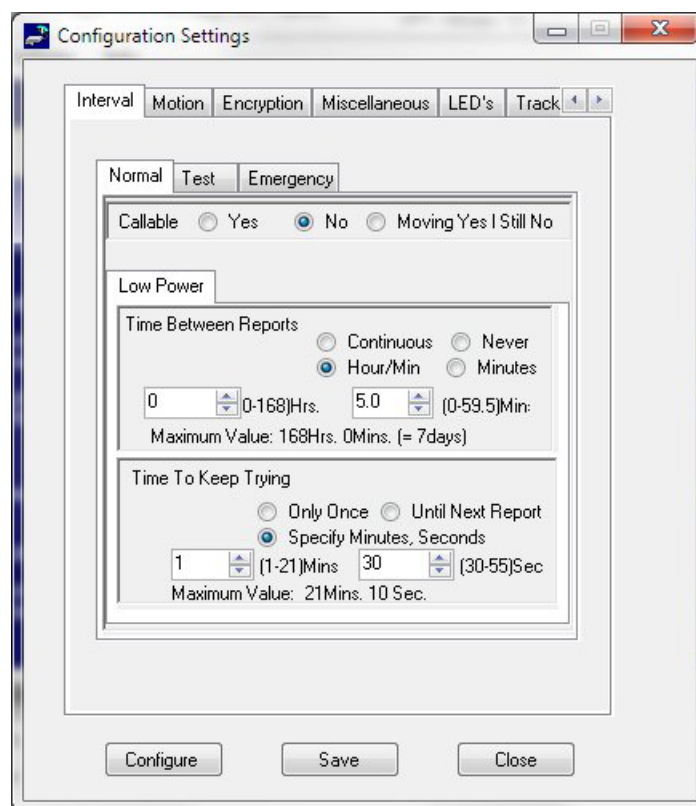 Configuration Settings
Interval Motion Encryption Miscellaneous LED's Track
Normal Test Emergency
Callable Yes No Moving Yes I Still No
Low Power
Time Between Reports
Continuous Never
Hour/Min Minutes
0 0-168)Hrs. 5.0 (0-59.5)Min:
Maximum Value: 168Hrs. 0Mins. (= 7days)
Time To Keep Trying
Only Once Until Next Report
Specify Minutes, Seconds
1 (1-21)Mins 30 (30-55)Sec
Maximum Value: 21Mins. 10 Sec.
Configure Save Close